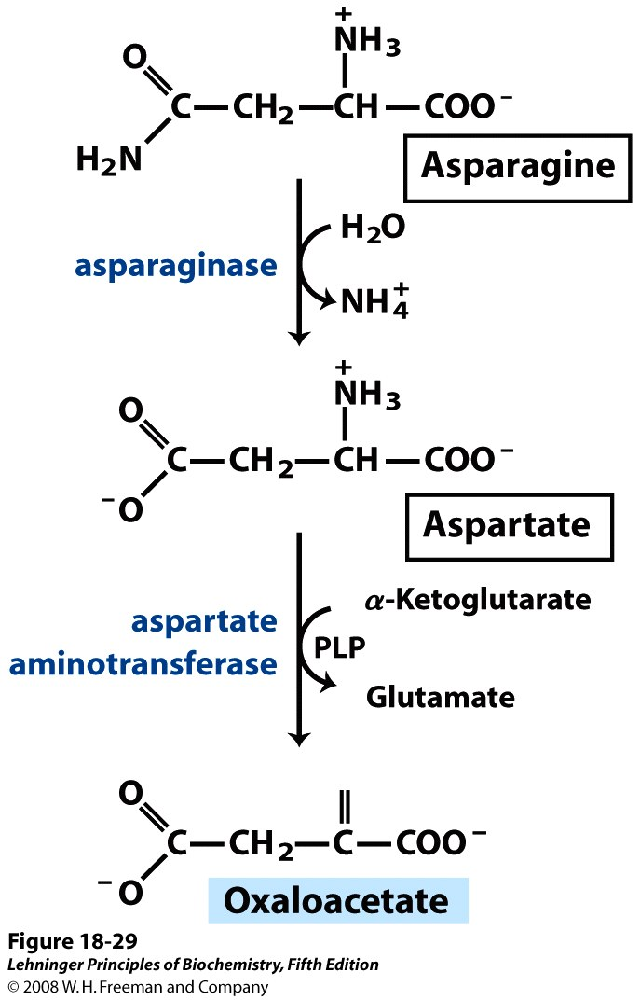 +
NH3
O
C—CH2—CH—COO−
H2N
Asparagine
H2O
asparaginase
NH4+
+
NH3
O
C—CH2—CH—COO−
−O
Aspartate
α-Ketoglutarate
aspartate
PLP
aminotransferase
Glutamate
O
C—CH2—C—COO−
−O
Oxaloacetate
Figure 18-29
Lehninger Principles of Biochemistry, Fifth Edition
© 2008 W. H. Freeman and Company